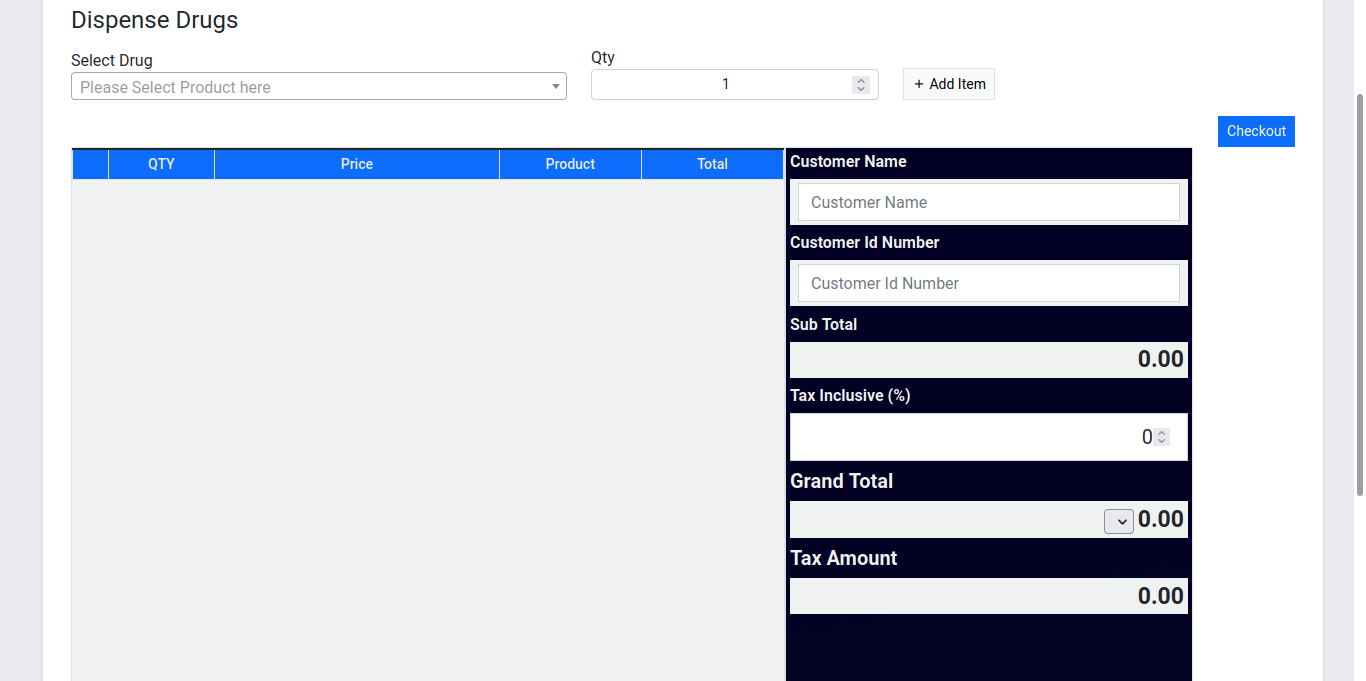 Dispense Drugs
Select Drug
Qty
Please Select Product here
1
+ Add Item
Checkout
QTY Price Product Total
Customer Name
Customer Name
Customer Id Number
Customer Id Number
Sub Total
0.00
Tax Inclusive (%)
0
Grand Total
0.00
Tax Amount
0.00